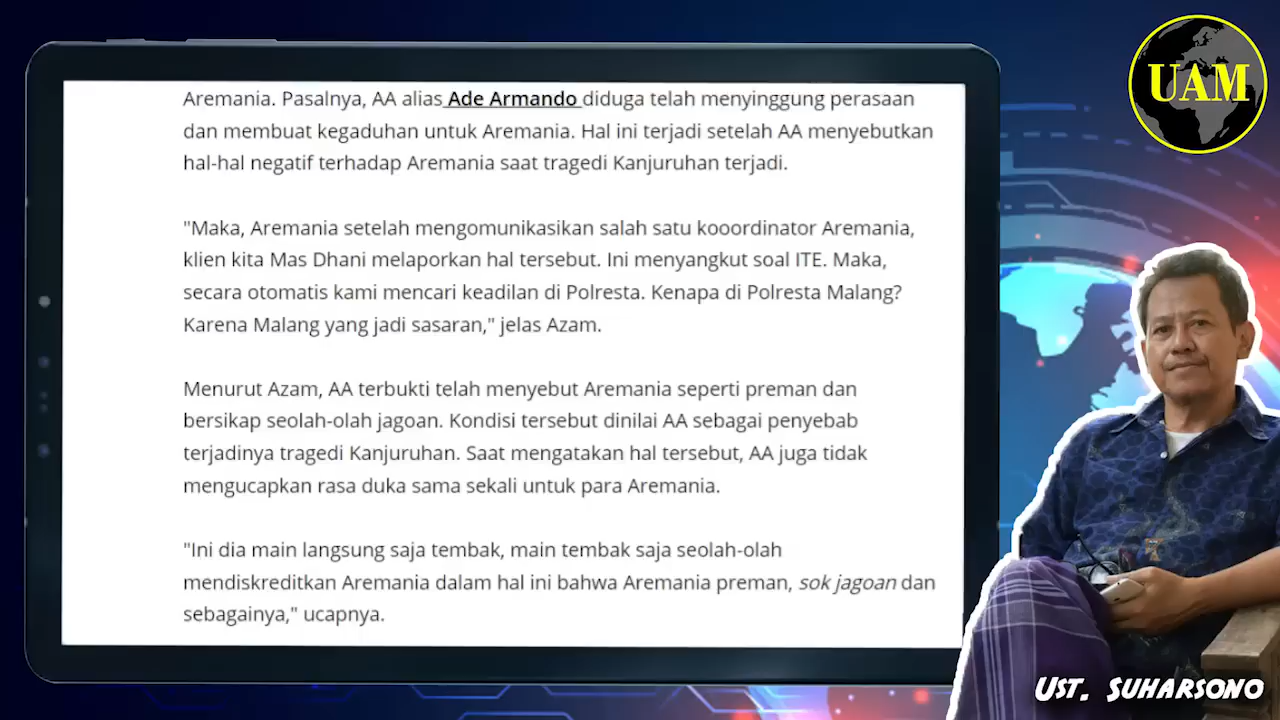 Aremania. Pasalnya, AA alias Ade Armando diduga telah menyinggung perasaan
dan membuat kegaduhan untuk Aremania. Hal ini terjadi setelah AA menyebutkan
hal-hal negatif terhadap Aremania saat tragedi Kanjuruhan terjadi.
"Maka, Aremania setelah mengomunikasikan salah satu kooordinator Aremania,
klien kita Mas Dhani melaporkan hal tersebut. Ini menyangkut soal ITE. Maka,
secara otomatis kami mencari keadilan di Polresta. Kenapa di Polresta Malang?
Karena Malang yang jadi sasaran," jelas Azam.
Menurut Azam, AA terbukti telah menyebut Aremania seperti preman dan
bersikap seolah-olah jagoan. Kondisi tersebut dinilai AA sebagai penyebab
terjadinya tragedi Kanjuruhan. Saat mengatakan hal tersebut, AA juga tidak
mengucapkan rasa duka sama sekali untuk para Aremania.
"Ini dia main langsung saja tembak, main tembak saja seolah-olah
mendiskreditkan Aremania dalam hal ini bahwa Aremania preman, sok jagoan dan
sebagainya," ucapnya.
UAM
UST. SUHARSONO